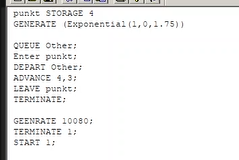 punkt STORAGE 4
GENERATE (Exponential(1,0,1.75))
QUEUE Other;
Enter punkt;
DEPART Other;
ADVANCE 4,3;
LEAVE punkt;
TERMINATE;
GEENRATE 10080;
TERMINATE 1;
START 1;